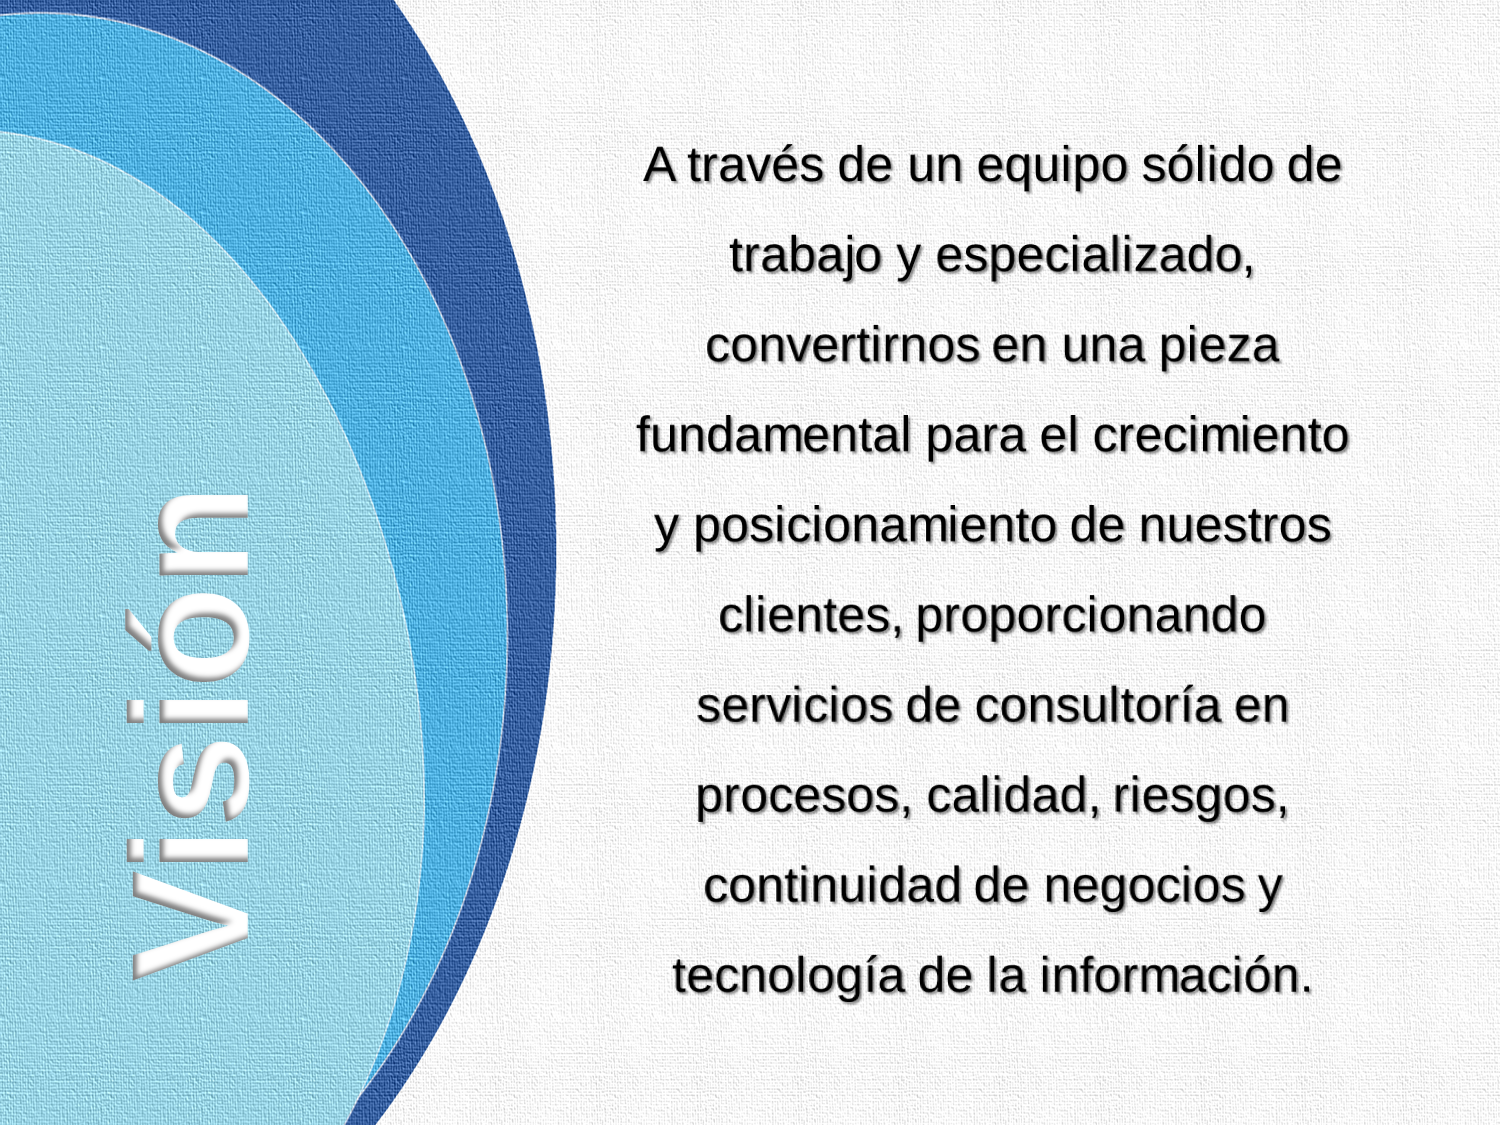 Visión
A través de un equipo sólido de
trabajo y especializado,
convertirnos en una pieza
fundamental para el crecimiento
y posicionamiento de nuestros
clientes, proporcionando
servicios de consultoría en
procesos, calidad, riesgos,
continuidad de negocios y
tecnología de la información.